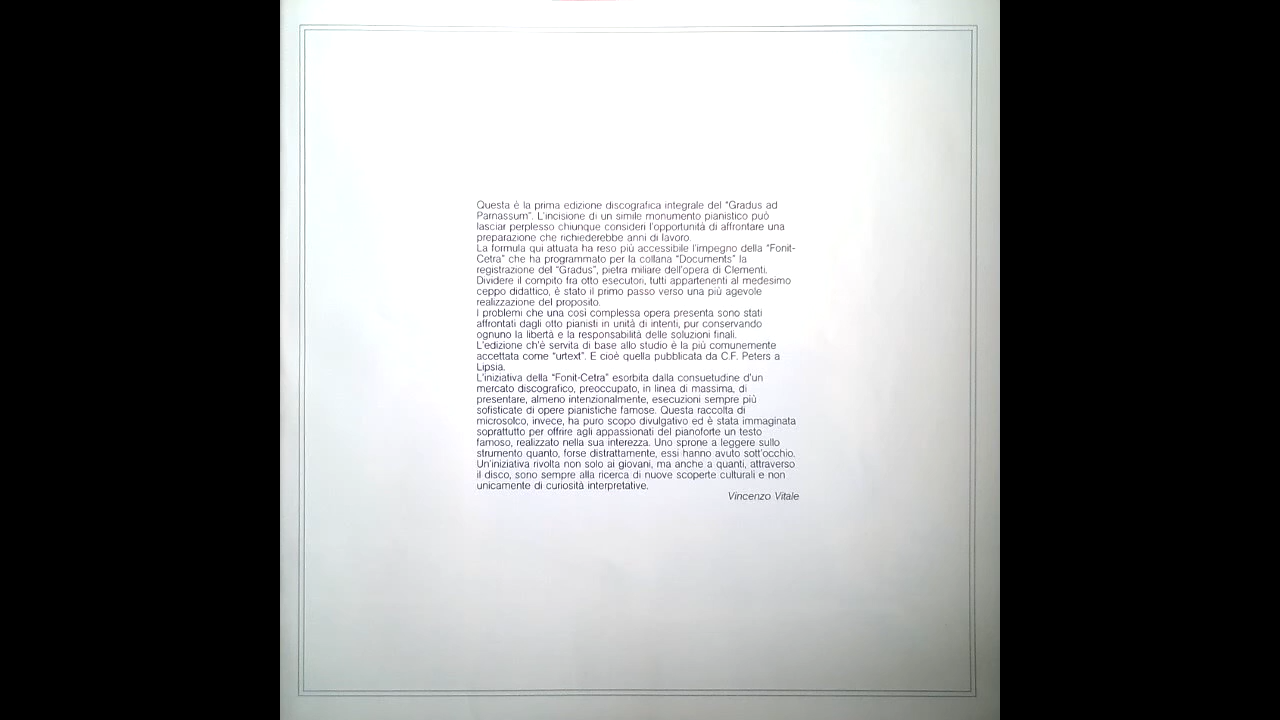 Questa è la prima edizione discografica integrale del "Gradus ad
Parnassum". L'incisione di un simile monumento pianistico può
lasciar perplesso chiunque consideri l'opportunità di affrontare una
preparazione che richiederebbe anni di lavoro.
La formula qui attuata ha reso più accessibile l'impegno della "Fonit-
Cetra" che ha programmato per la collana "Documents" la
registrazione del "Gradus", pietra miliare dell'opera di Clementi.
Dividere il compito fra otto esecutori, tutti appartenenti al medesimo
ceppo didattico, è stato il primo passo verso una più agevole
realizzazione del proposito.
I problemi che una così complessa opera presenta sono stati
affrontati dagli otto pianisti in unità di intenti, pur conservando
ognuno la libertà e la responsabilità delle soluzioni finali.
L'edizione ch'è servita di base allo studio é la più comunemente
accettata come "urtext". E cioè quella pubblicata da C.F. Peters a
Lipsia.
L'iniziativa della "Fonit-Cetra" esorbita dalla consuetudine d'un
mercato discografico, preoccupato, in linea di massima, di
presentare, almeno intenzionalmente, esecuzioni sempre più
sofisticate di opere pianistiche famose. Questa raccolta di
microsolco, invece, ha puro scopo divulgativo ed è stata immaginata
soprattutto per offrire agli appassionati del pianoforte un testo
famoso, realizzato nella sua interezza. Uno sprone a leggere sullo
strumento quanto, forse distrattamente, essi hanno avuto sott'occhio.
Un'iniziativa rivolta non solo ai giovani, ma anche a quanti, attraverso
il disco, sono sempre alla ricerca di nuove scoperte culturali e non
unicamente di curiosità interpretative.
Vincenzo Vitale